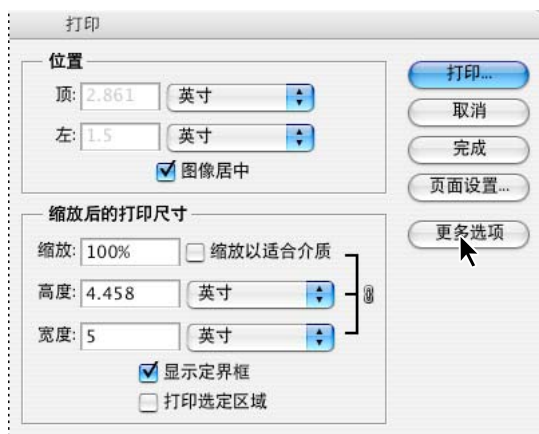 打印
位置
顶: 2.861 英寸
左: 1.5 英寸
图像居中
缩放后的打印尺寸
缩放: 100% 缩放以适合介质
高度: 4.458 英寸
宽度: 5 英寸
显示定界框
打印选定区域
打印...
取消
完成
页面设置...
更多选项